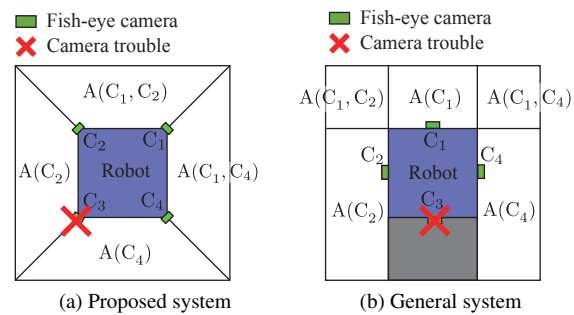 Fish-eye camera
Camera trouble
A(C₁, C₂)
C₂ C₁
A(C₂) Robot A(C₁, C₄)
C₃ C₄
A(C₄)
(a) Proposed system
Fish-eye camera
Camera trouble
A(C₁, C₂) A(C₁) A(C₁, C₄)
C₁
C₂ C₄
Robot
C₃
A(C₂) A(C₄)
(b) General system